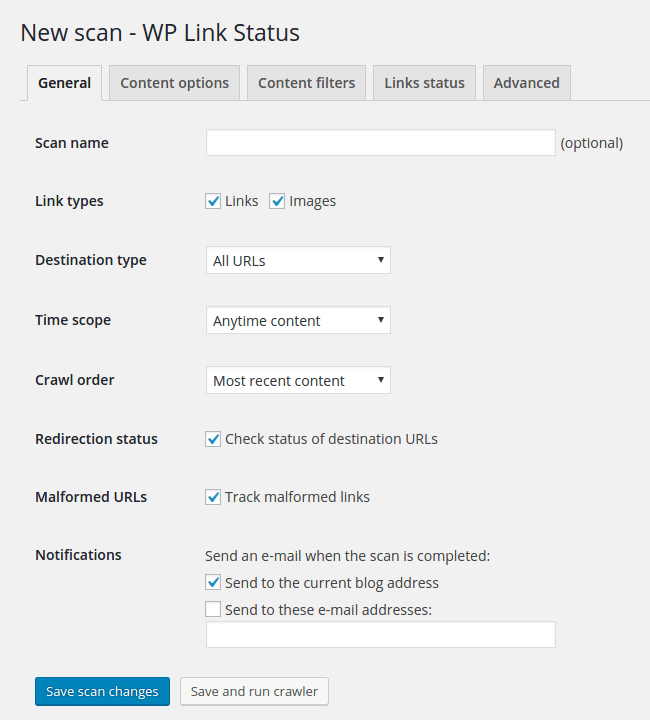 New scan - WP Link Status
General Content options Content filters Links status Advanced
Scan name (optional)
Link types Links Images
Destination type All URLs
Time scope Anytime content
Crawl order Most recent content
Redirection status Check status of destination URLs
Malformed URLs Track malformed links
Notifications Send an e-mail when the scan is completed:
Send to the current blog address
Send to these e-mail addresses:
Save scan changes Save and run crawler